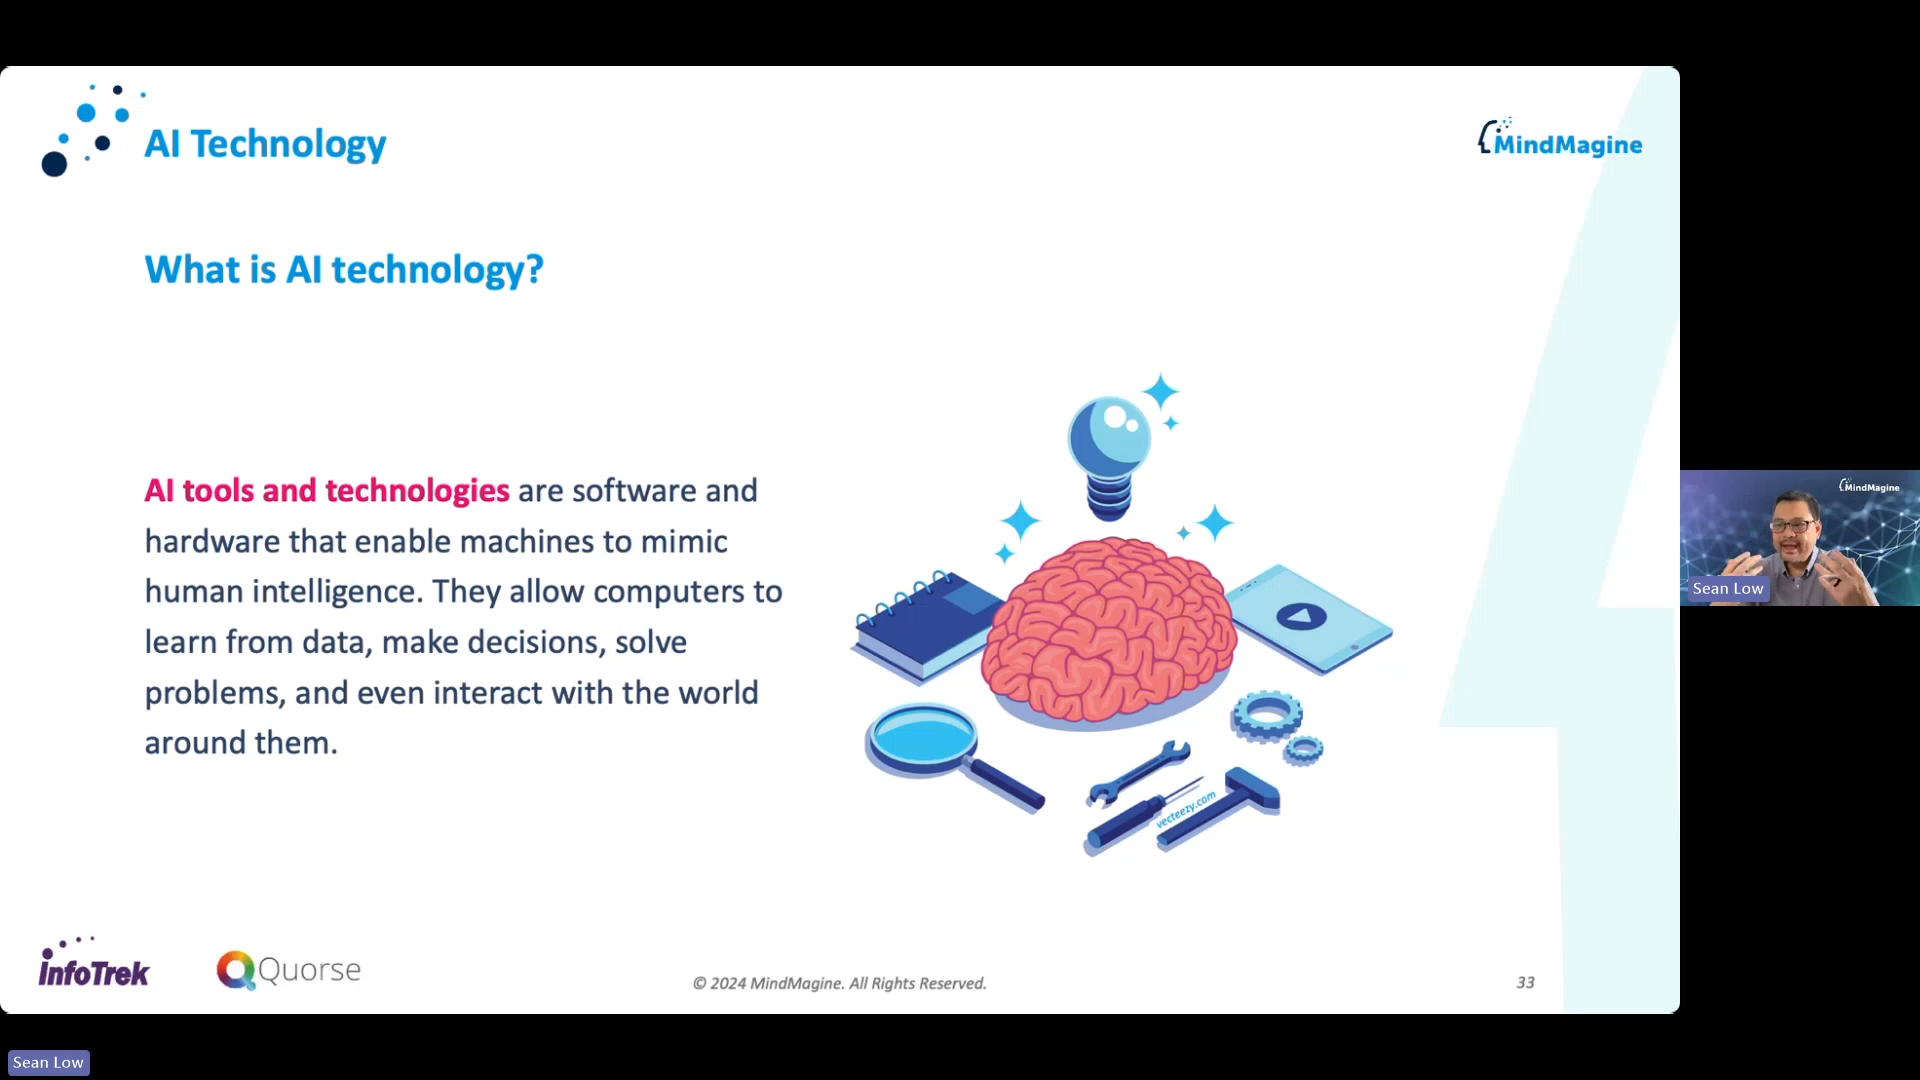 AI Technology
MindMagine
What is AI technology?
AI tools and technologies are software and
hardware that enable machines to mimic
human intelligence. They allow computers to
learn from data, make decisions, solve
problems, and even interact with the world
around them.
vecteezy.com
MindMagine
Sean Low
infoTrek
Quorse
© 2024 MindMagine. All Rights Reserved.
33
Sean Low